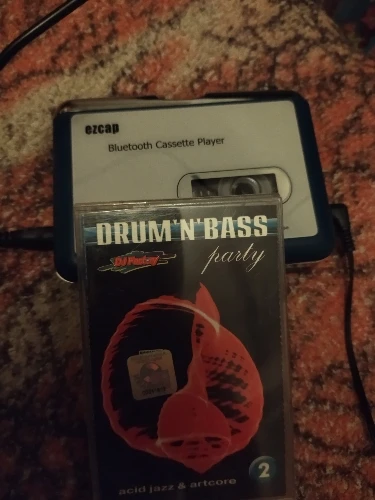 ezcap
Bluetooth Cassette Player
DRUM'N'BASS
party
acid jazz & artcore
2